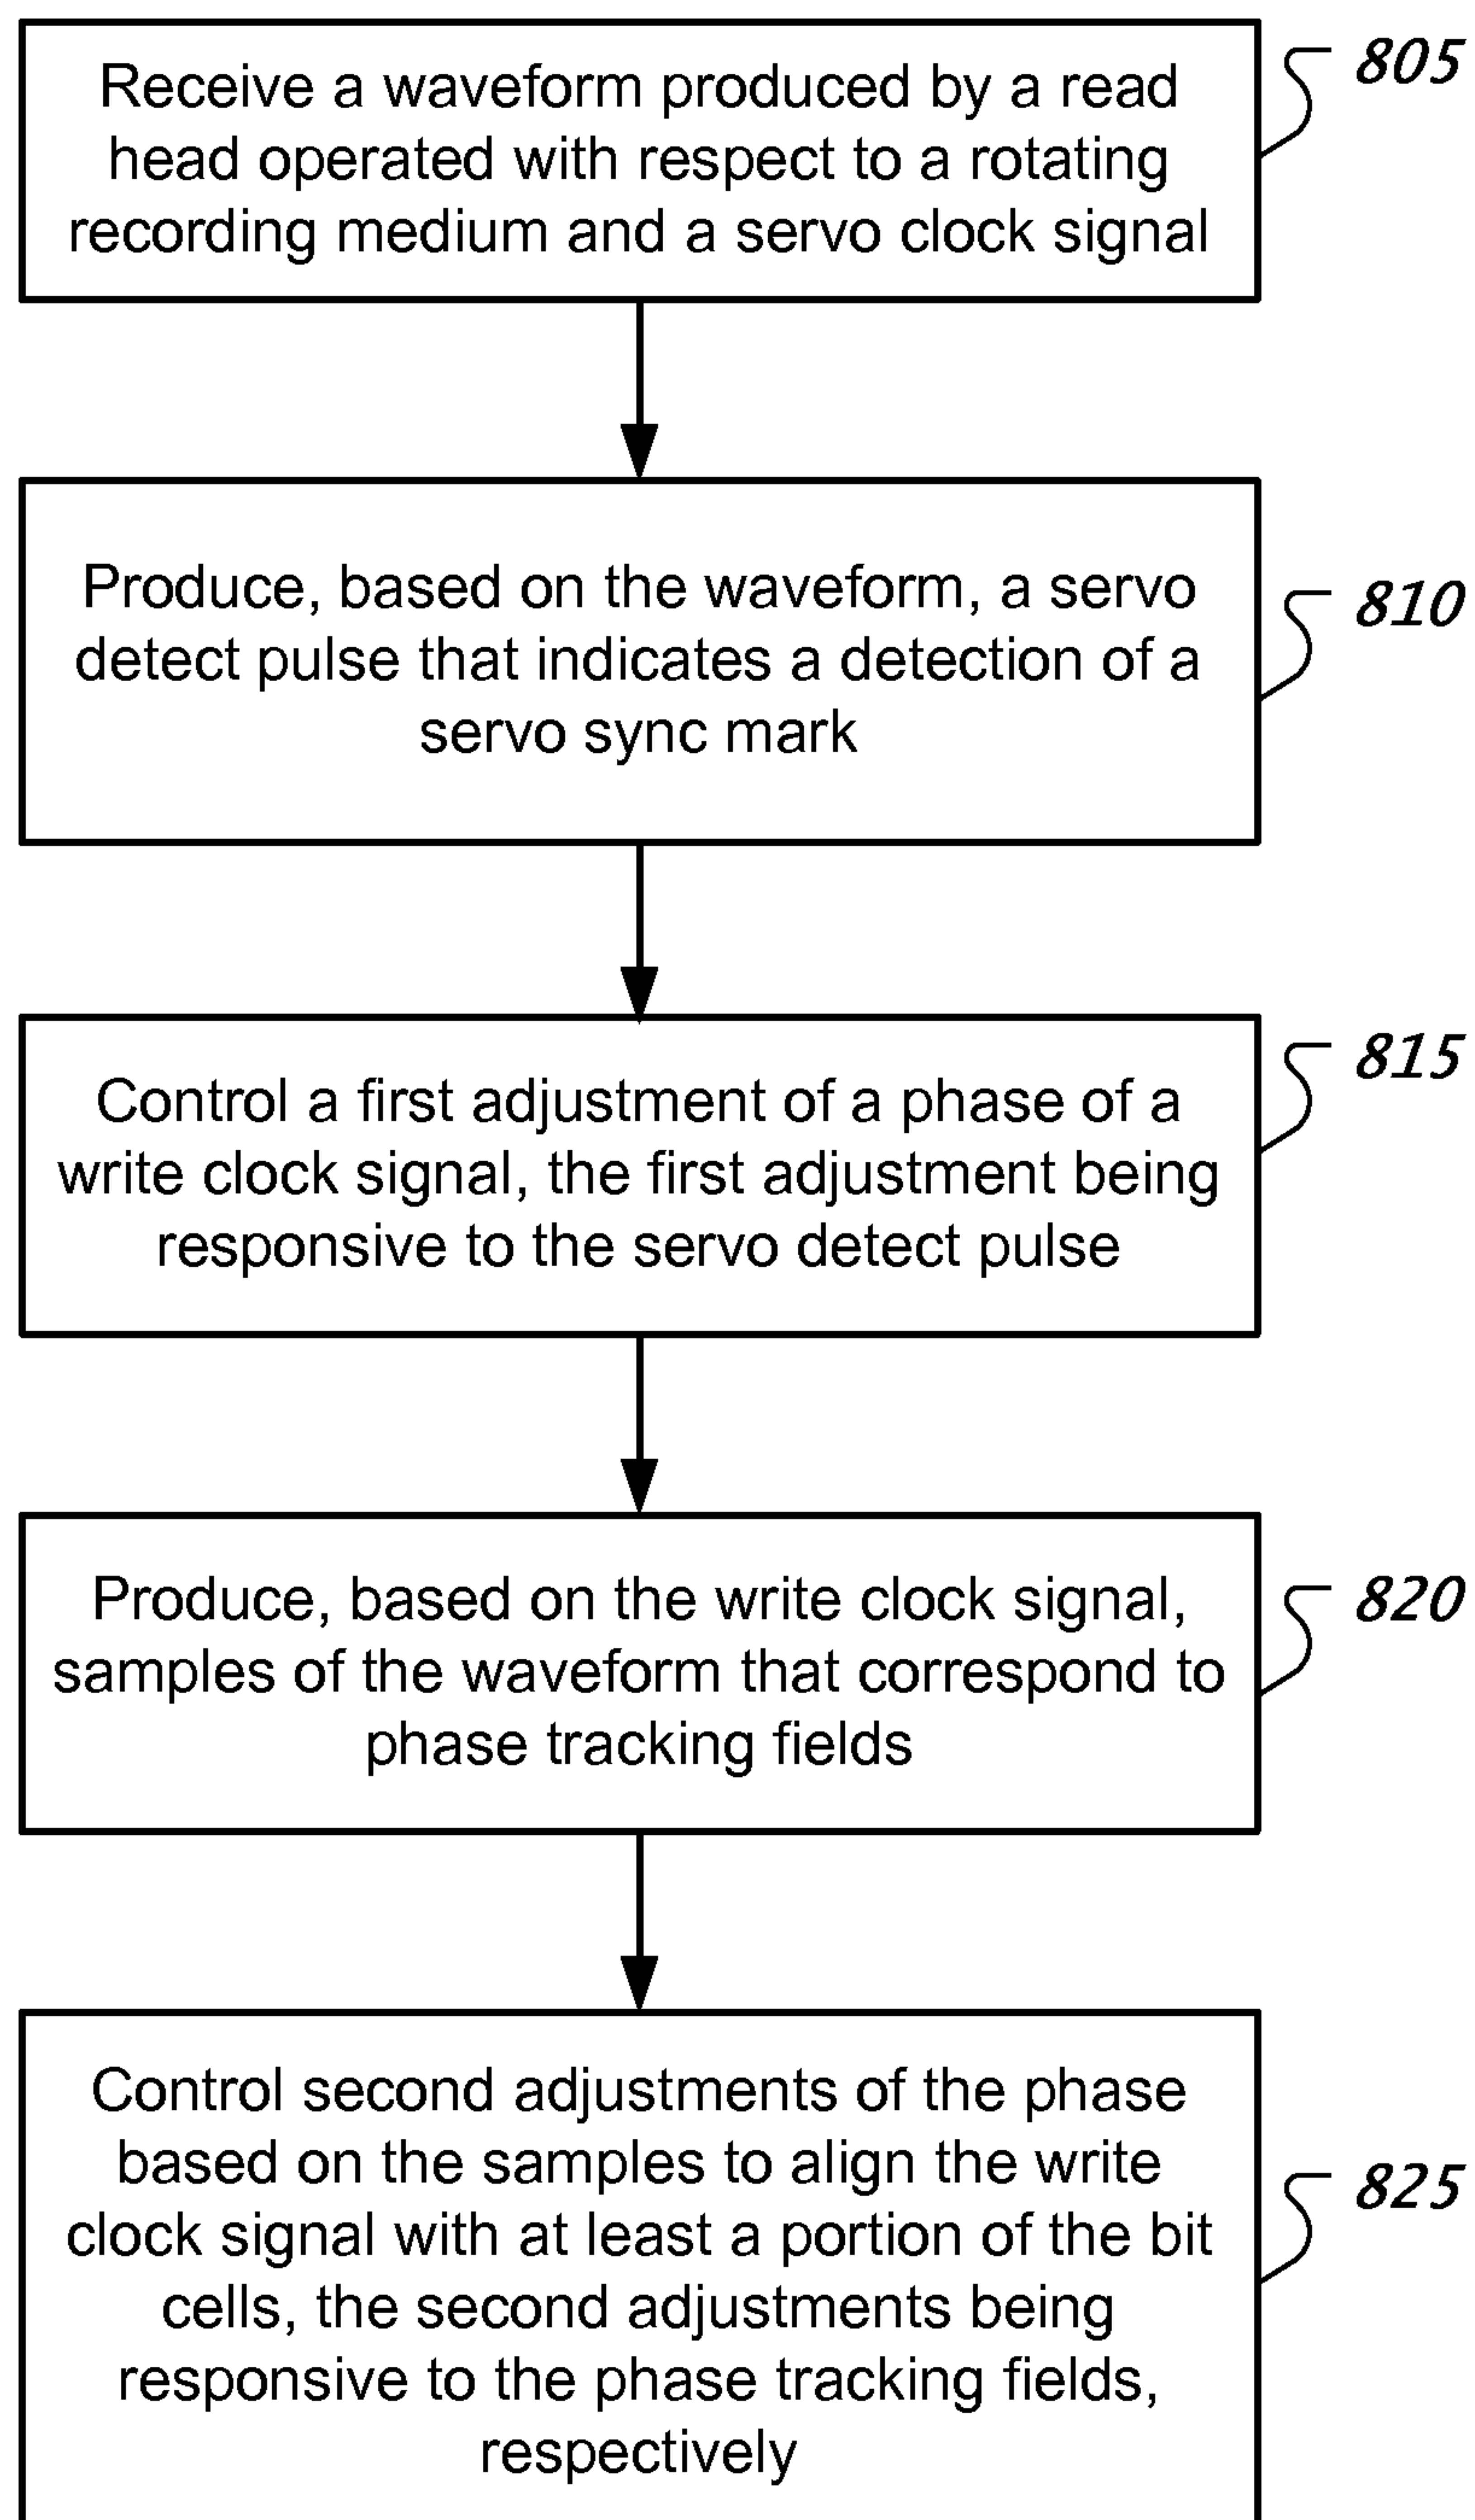 Receive a waveform produced by a read
head operated with respect to a rotating
recording medium and a servo clock signal
805
Produce, based on the waveform, a servo
detect pulse that indicates a detection of a
servo sync mark
810
Control a first adjustment of a phase of a
write clock signal, the first adjustment being
responsive to the servo detect pulse
815
Produce, based on the write clock signal,
samples of the waveform that correspond to
phase tracking fields
820
Control second adjustments of the phase
based on the samples to align the write
clock signal with at least a portion of the bit
cells, the second adjustments being
responsive to the phase tracking fields,
respectively
825